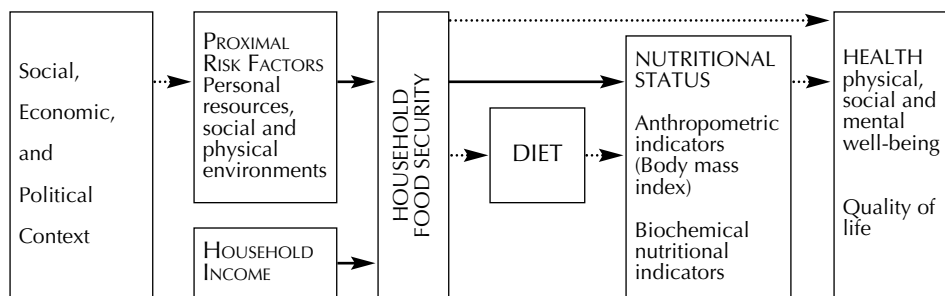 Social,
Economic,
and
Political
Context
PROXIMAL
RISK FACTORS
Personal
resources,
social and
physical
environments
HOUSEHOLD
INCOME
HOUSEHOLD
FOOD SECURITY
DIET
NUTRITIONAL
STATUS
Anthropometric
indicators
(Body mass
index)
Biochemical
nutritional
indicators
HEALTH
physical,
social and
mental
well-being
Quality of
life